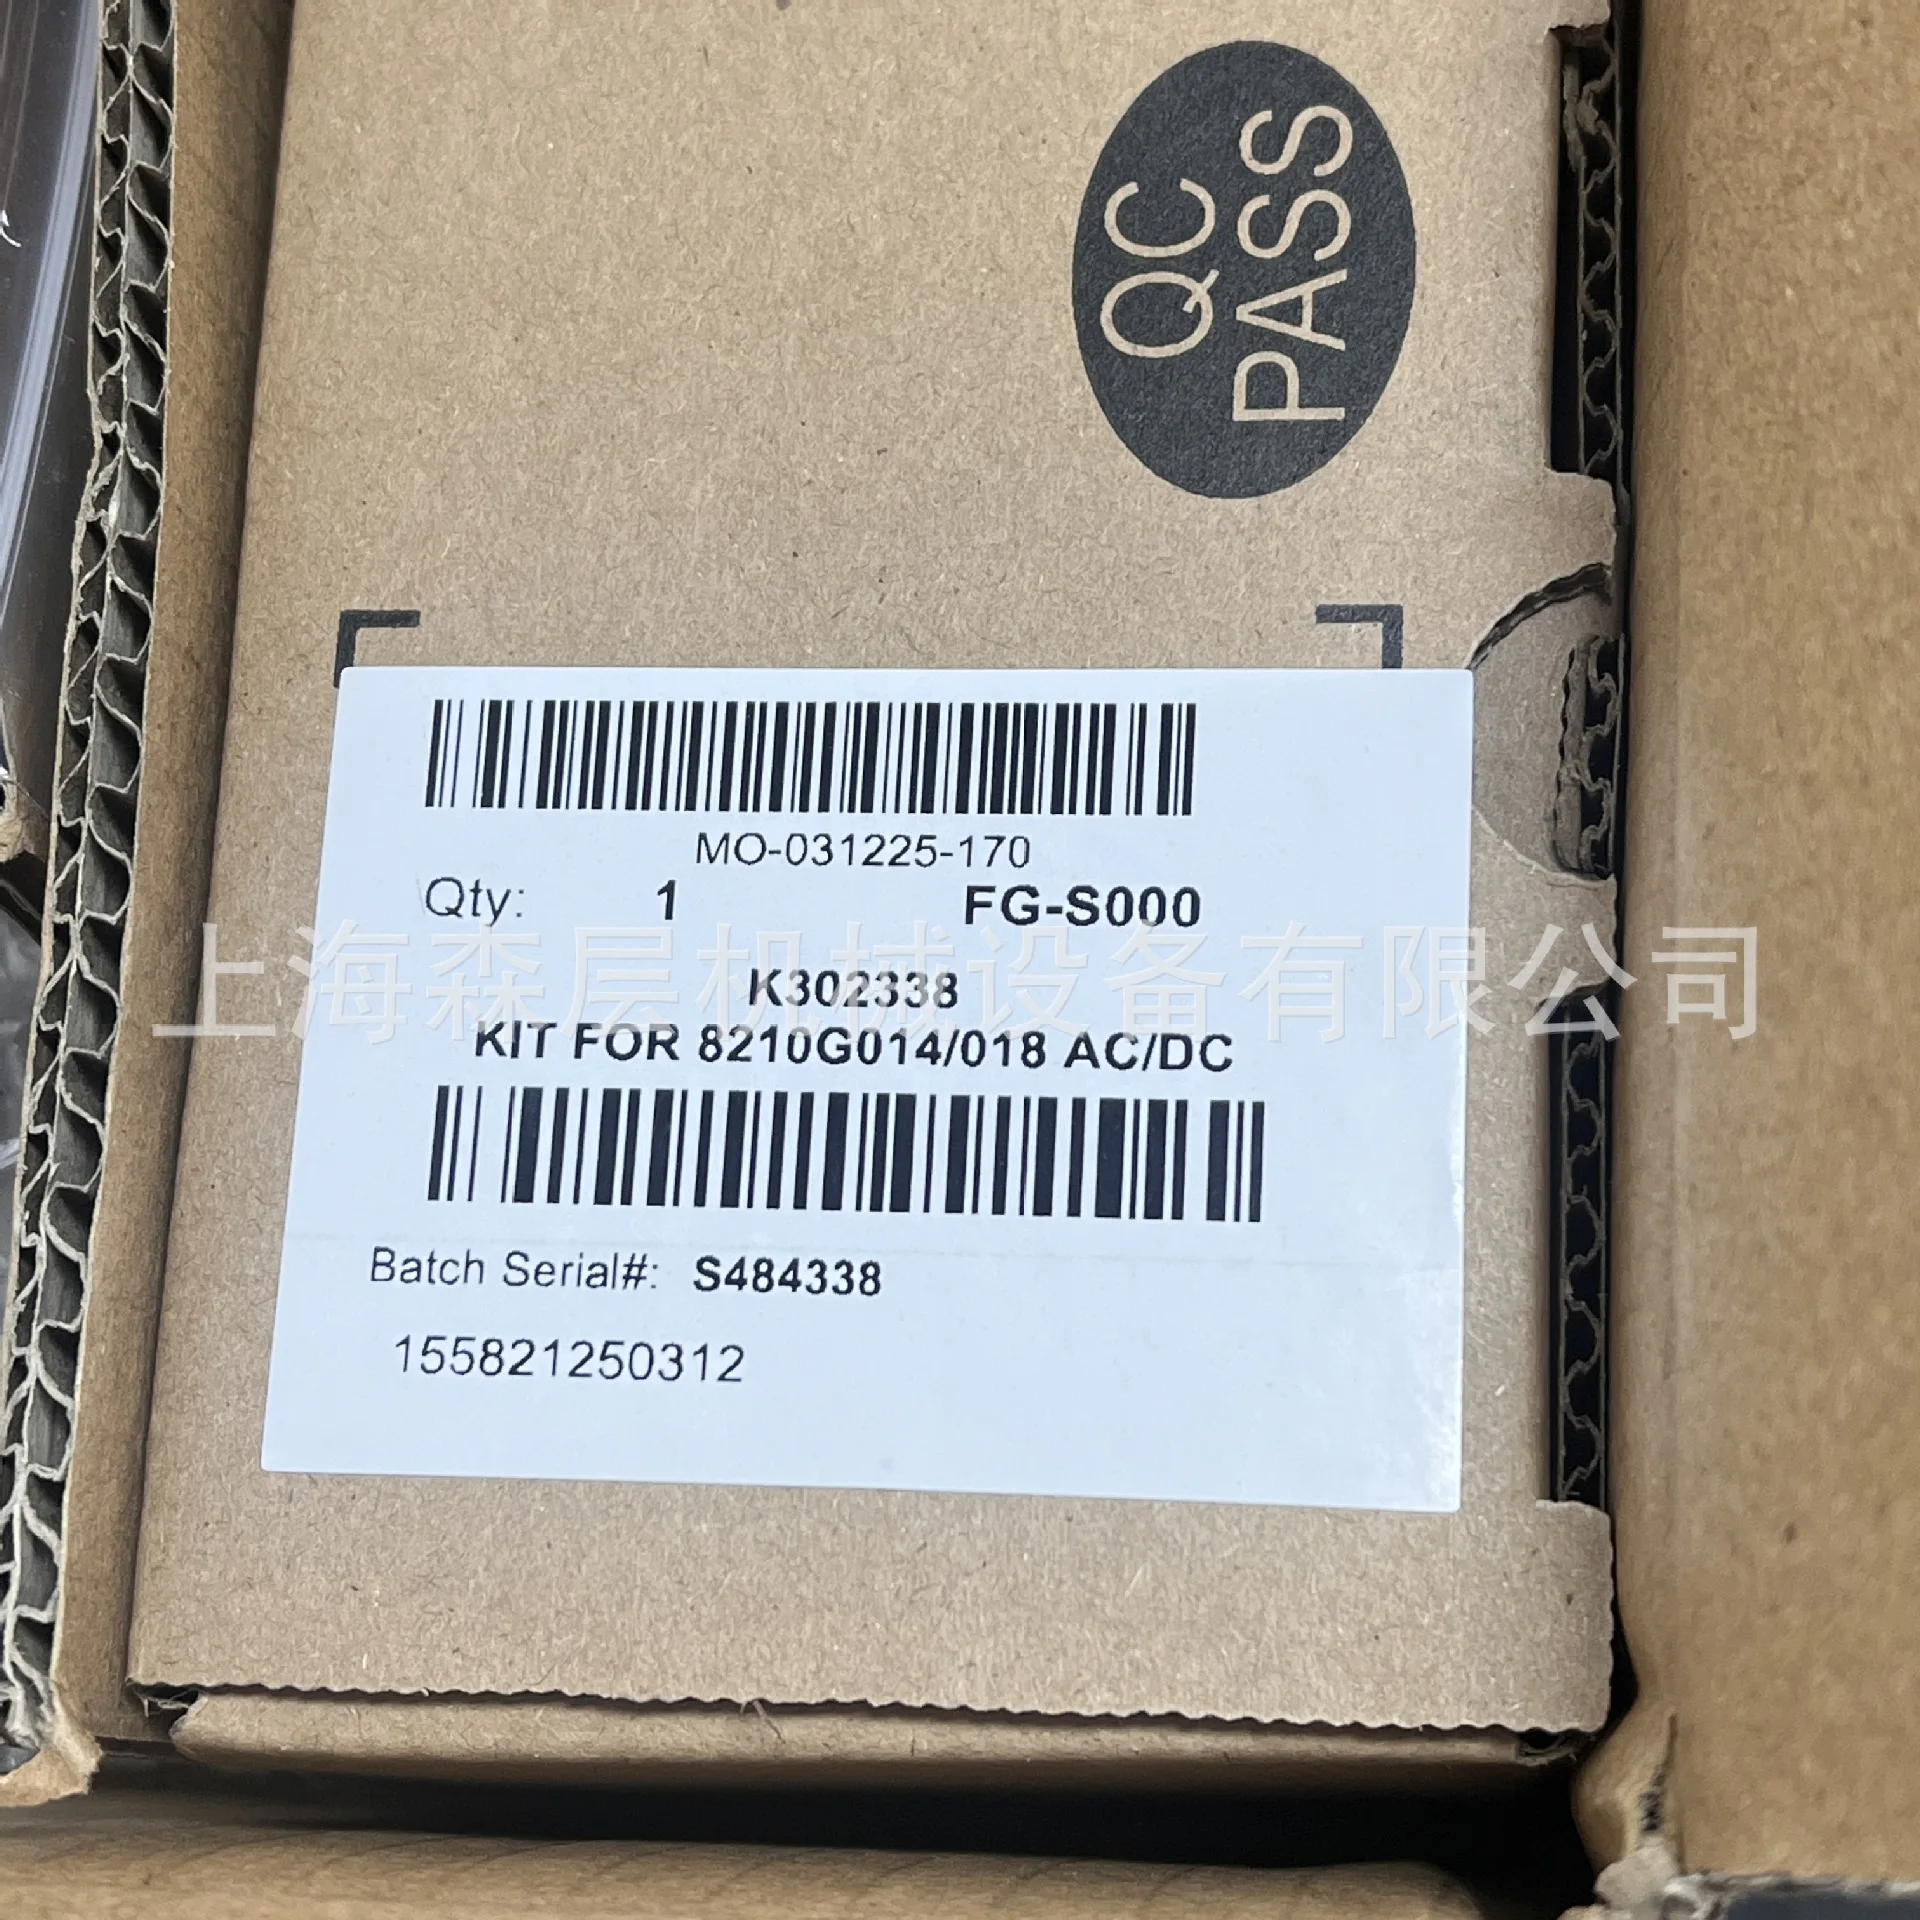 QC
PASS
MO-031225-170
Qty: 1 FG-S000
上海森层机械设备有限公司
K302338
KIT FOR 8210G014/018 AC/DC
Batch Serial#: S484338
155821250312